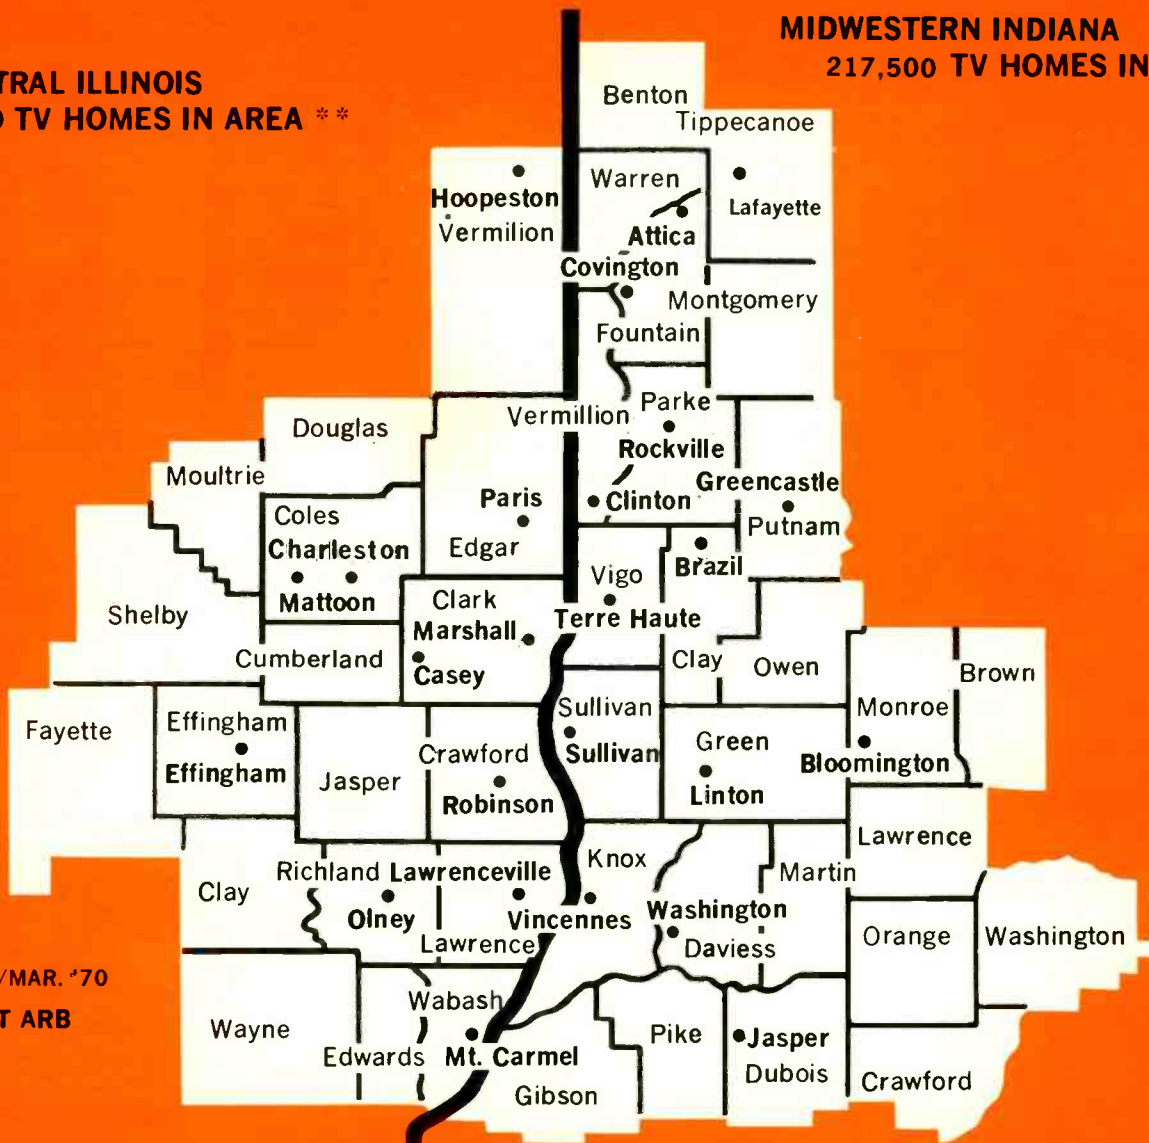 TRAL ILLINOIS
TV HOMES IN AREA **
MIDWESTERN INDIANA
217,500 TV HOMES IN
Benton
Tippecanoe
Hoopeston
Vermilion
Warren
Lafayette
Attica
Covington
Montgomery
Fountain
Vermillion
Parke
Rockville
Douglas
Moultrie
Paris
Clinton
Greencastle
Putnam
Coles
Charleston
Mattoon
Edgar
Brazil
Vigo
Terre Haute
Shelby
Clark
Marshall
Casey
Cumberland
Clay
Owen
Brown
Fayette
Effingham
Effingham
Jasper
Crawford
Robinson
Sullivan
Sullivan
Green
Linton
Monroe
Bloomington
Lawrence
Clay
Richland
Olney
Lawrenceville
Lawrence
Knox
Vincennes
Washington
Daviess
Martin
Orange
Washington
/MAR. '70
T ARB
Wayne
Edwards
Wabash
Mt. Carmel
Gibson
Pike
Jasper
Dubois
Crawford